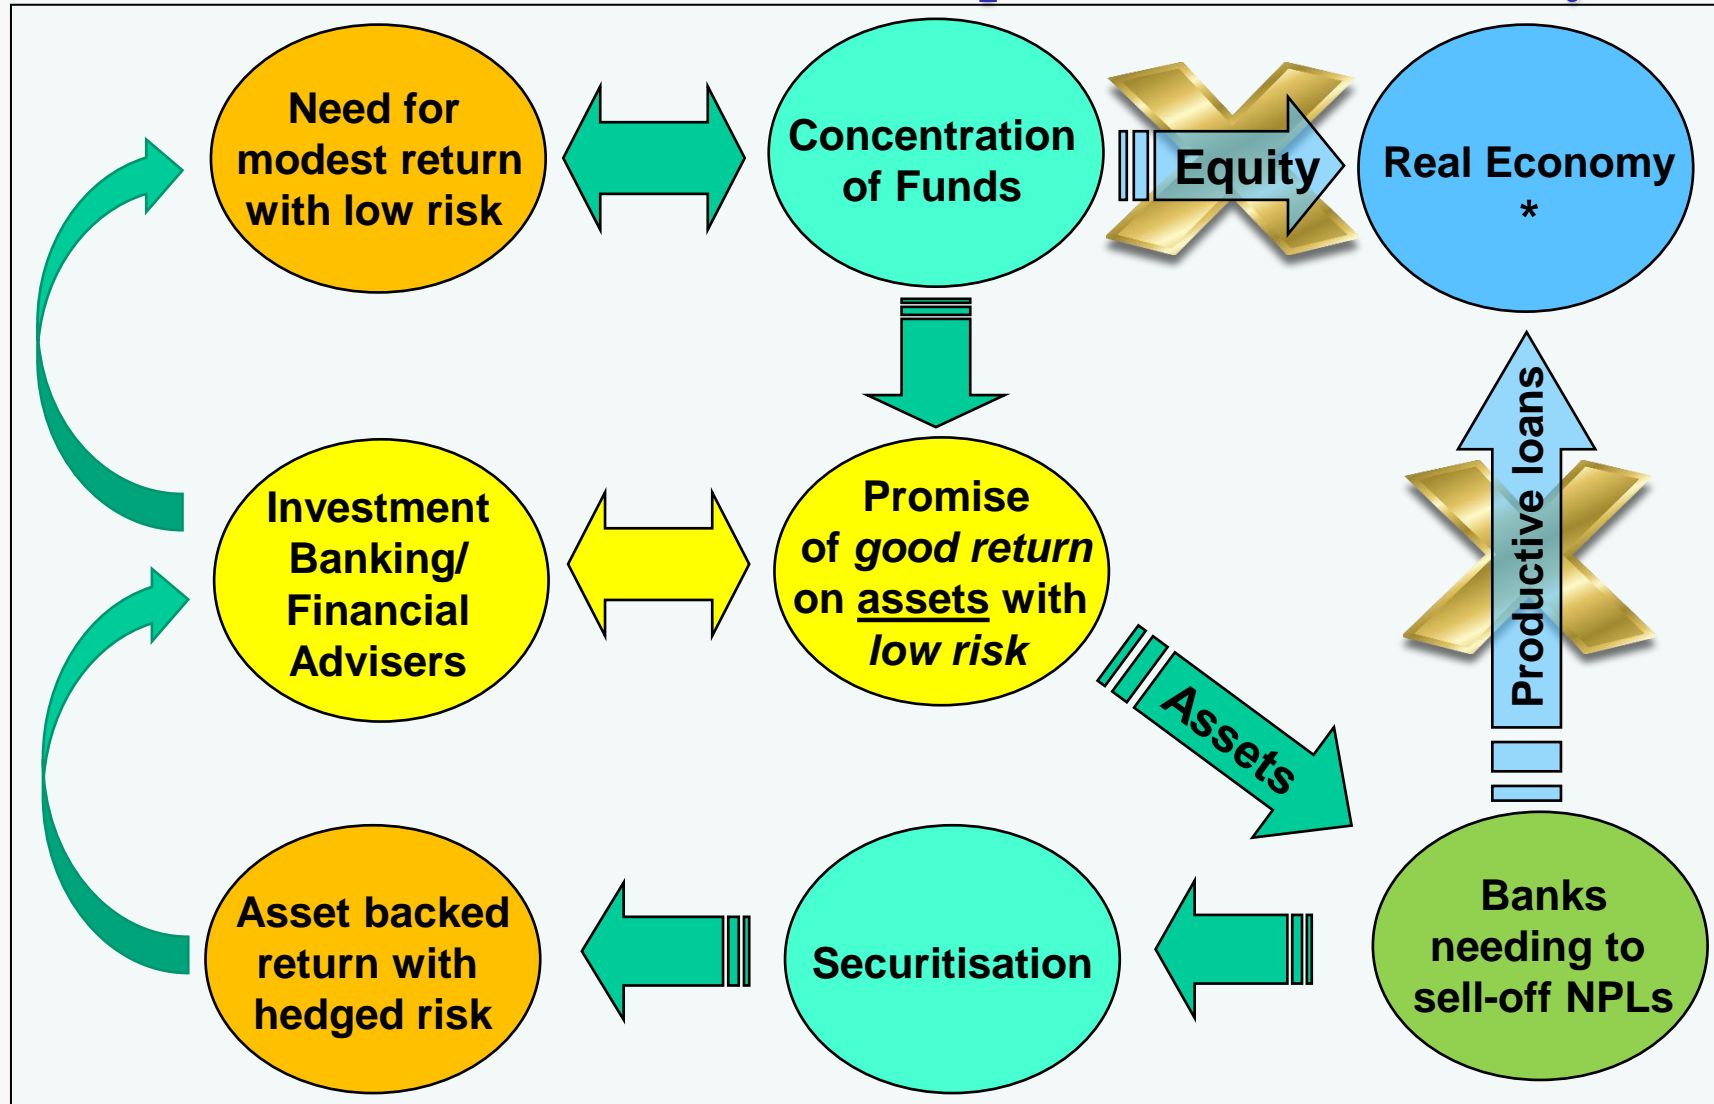 Need for
modest return
with low risk
Concentration
of Funds
Equity
Real Economy
*
Productive loans
Investment
Banking/
Financial
Advisers
Promise
of good return
on assets with
low risk
Assets
Asset backed
return with
hedged risk
Securitisation
Banks
needing to
sell-off NPLs